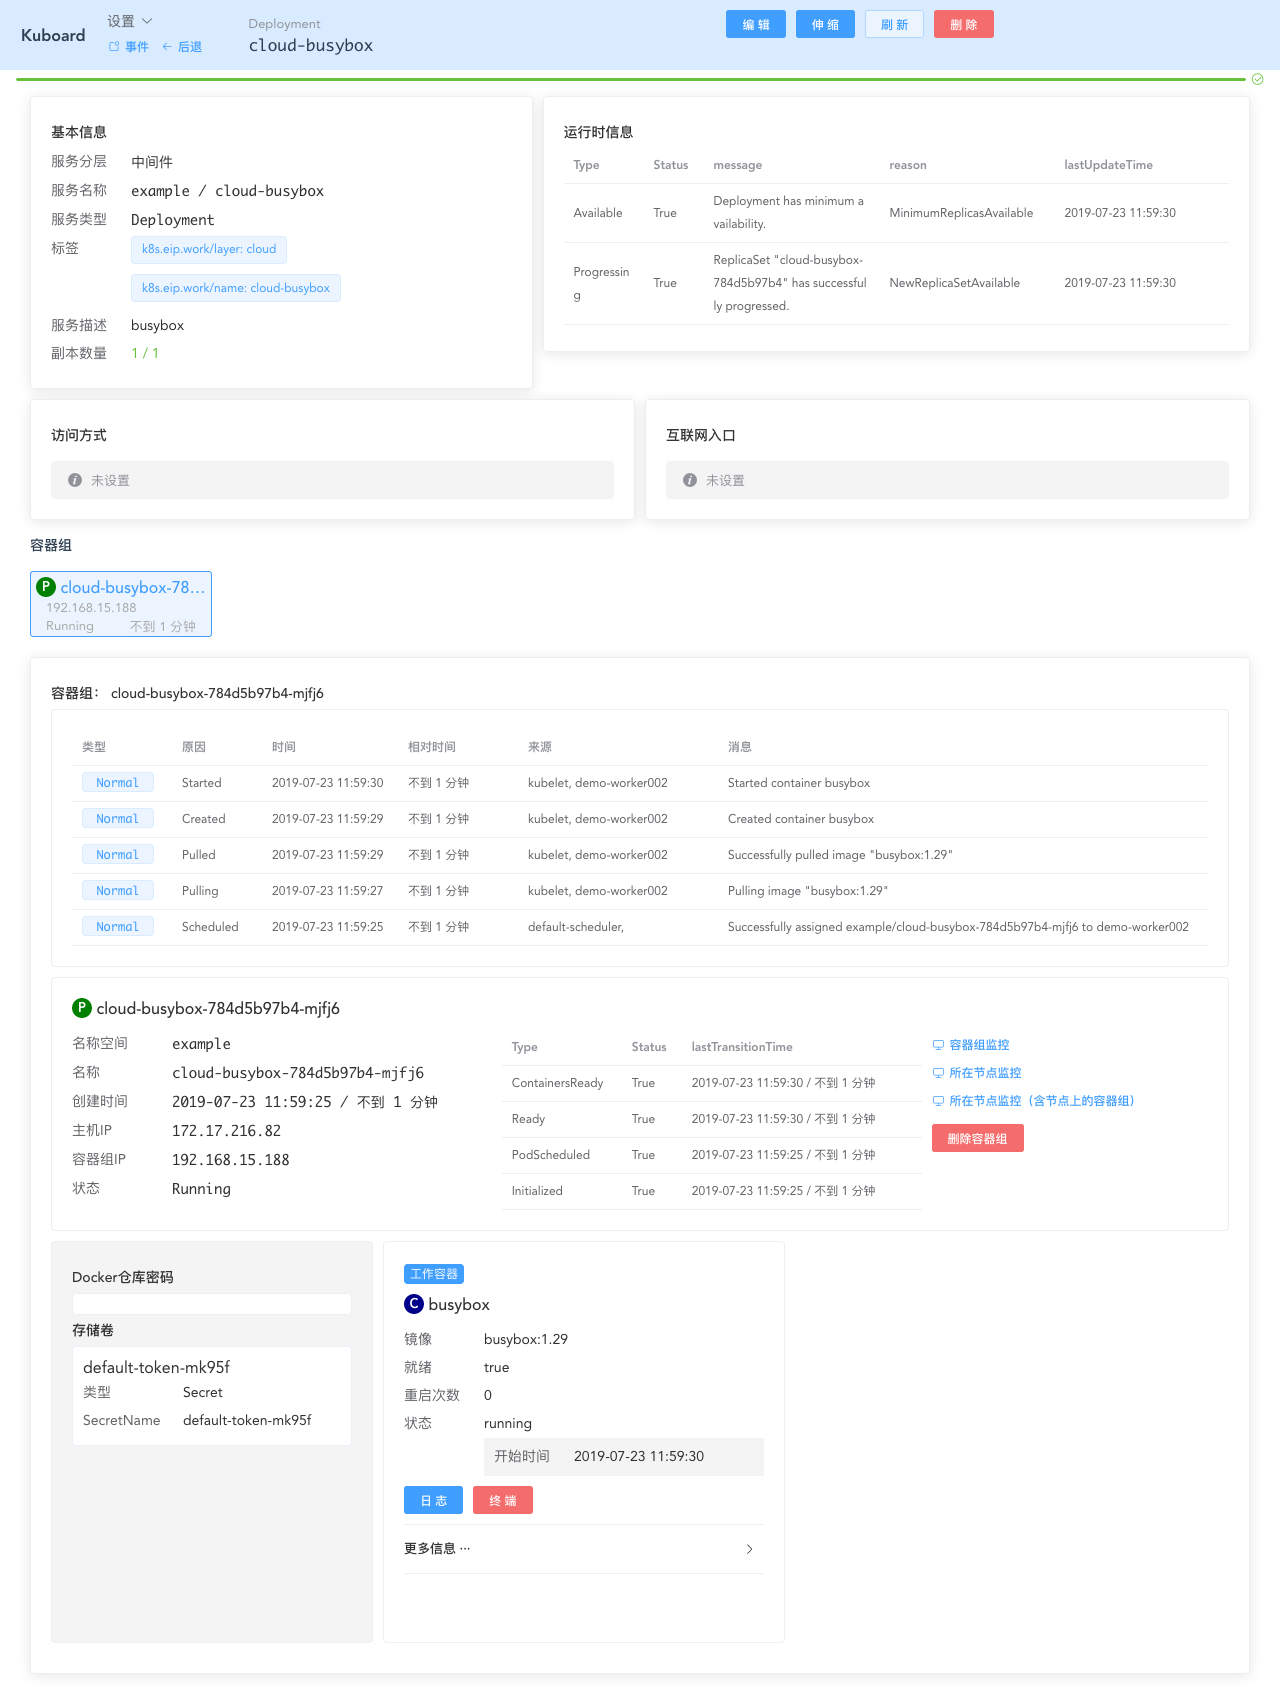 Kuboard
设置
事件 后退
Deployment
cloud-busybox
编 辑 伸 缩 刷 新 删 除
基本信息
服务分层 中间件
服务名称 example / cloud-busybox
服务类型 Deployment
标签 k8s.eip.work/layer: cloud
k8s.eip.work/name: cloud-busybox
服务描述 busybox
副本数量 1 / 1
运行时信息
Type Status message reason lastUpdateTime
Available True Deployment has minimum a
vailability. MinimumReplicasAvailable 2019-07-23 11:59:30
Progressin
g True ReplicaSet "cloud-busybox-
784d5b97b4" has successful
ly progressed. NewReplicaSetAvailable 2019-07-23 11:59:30
访问方式
未设置
互联网入口
未设置
容器组
P cloud-busybox-78...
192.168.15.188
Running 不到 1 分钟
容器组： cloud-busybox-784d5b97b4-mjfj6
类型 原因 时间 相对时间 来源 消息
Normal Started 2019-07-23 11:59:30 不到 1 分钟 kubelet, demo-worker002 Started container busybox
Normal Created 2019-07-23 11:59:29 不到 1 分钟 kubelet, demo-worker002 Created container busybox
Normal Pulled 2019-07-23 11:59:29 不到 1 分钟 kubelet, demo-worker002 Successfully pulled image "busybox:1.29"
Normal Pulling 2019-07-23 11:59:27 不到 1 分钟 kubelet, demo-worker002 Pulling image "busybox:1.29"
Normal Scheduled 2019-07-23 11:59:25 不到 1 分钟 default-scheduler, Successfully assigned example/cloud-busybox-784d5b97b4-mjfj6 to demo-worker002
P cloud-busybox-784d5b97b4-mjfj6
名称空间 example
名称 cloud-busybox-784d5b97b4-mjfj6
创建时间 2019-07-23 11:59:25 / 不到 1 分钟
主机IP 172.17.216.82
容器组IP 192.168.15.188
状态 Running
Type Status lastTransitionTime
ContainersReady True 2019-07-23 11:59:30 / 不到 1 分钟
Ready True 2019-07-23 11:59:30 / 不到 1 分钟
PodScheduled True 2019-07-23 11:59:25 / 不到 1 分钟
Initialized True 2019-07-23 11:59:25 / 不到 1 分钟
容器组监控
所在节点监控
所在节点监控（含节点上的容器组）
删除容器组
Docker仓库密码
存储卷
default-token-mk95f
类型 Secret
SecretName default-token-mk95f
工作容器
C busybox
镜像 busybox:1.29
就绪 true
重启次数 0
状态 running
开始时间 2019-07-23 11:59:30
日 志 终 端
更多信息 ...